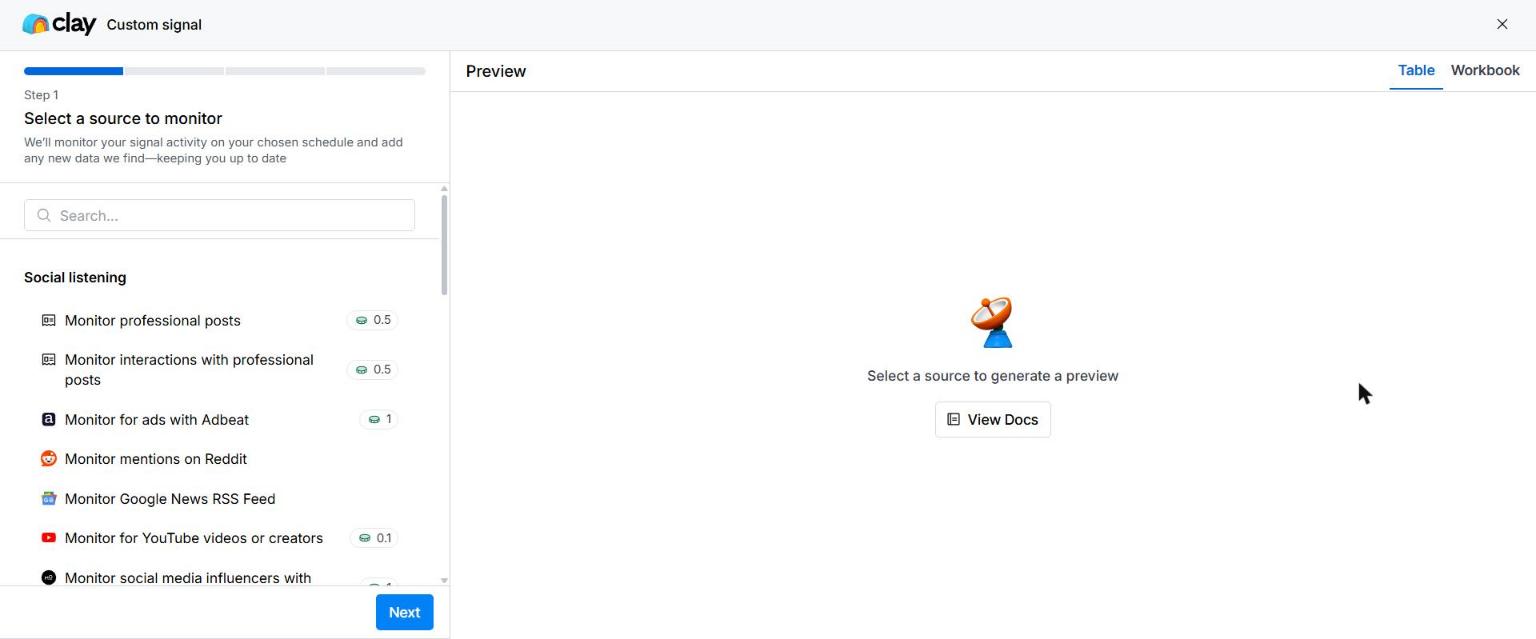 clay Custom signal
Step 1
Select a source to monitor
We'll monitor your signal activity on your chosen schedule and add
any new data we find—keeping you up to date
Search...
Social listening
Monitor professional posts 0.5
Monitor interactions with professional
posts 0.5
Monitor for ads with Adbeat 1
Monitor mentions on Reddit
Monitor Google News RSS Feed
Monitor for YouTube videos or creators 0.1
Monitor social media influencers with
Next
Preview
Table Workbook
Select a source to generate a preview
View Docs